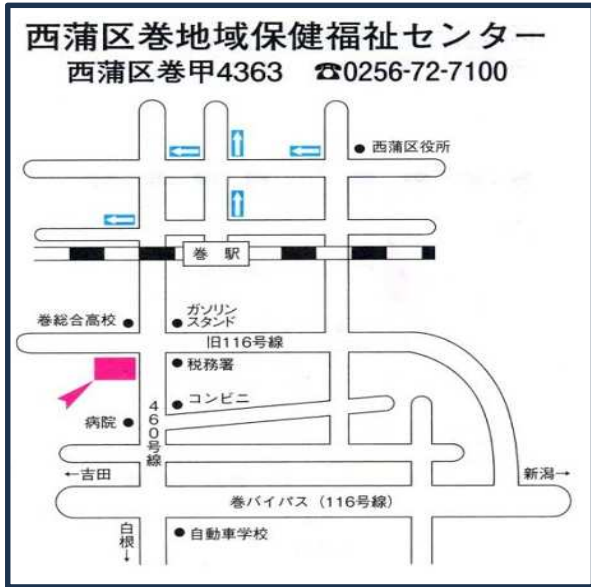 西蒲区巻地域保健福祉センター
西蒲区巻甲4363 ☎0256-72-7100
西蒲区役所
巻駅
巻総合高校
ガソリン
スタンド
旧116号線
税務署
コンビニ
病院
460号線
←吉田
新潟→
巻バイパス（116号線）
白根↓
自動車学校